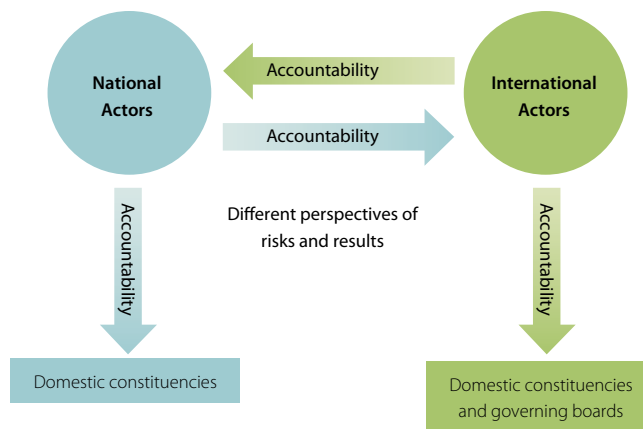 National
Actors
Accountability
International
Actors
Accountability
Different perspectives of
risks and results
Accountability
Accountability
Domestic constituencies
Domestic constituencies
and governing boards